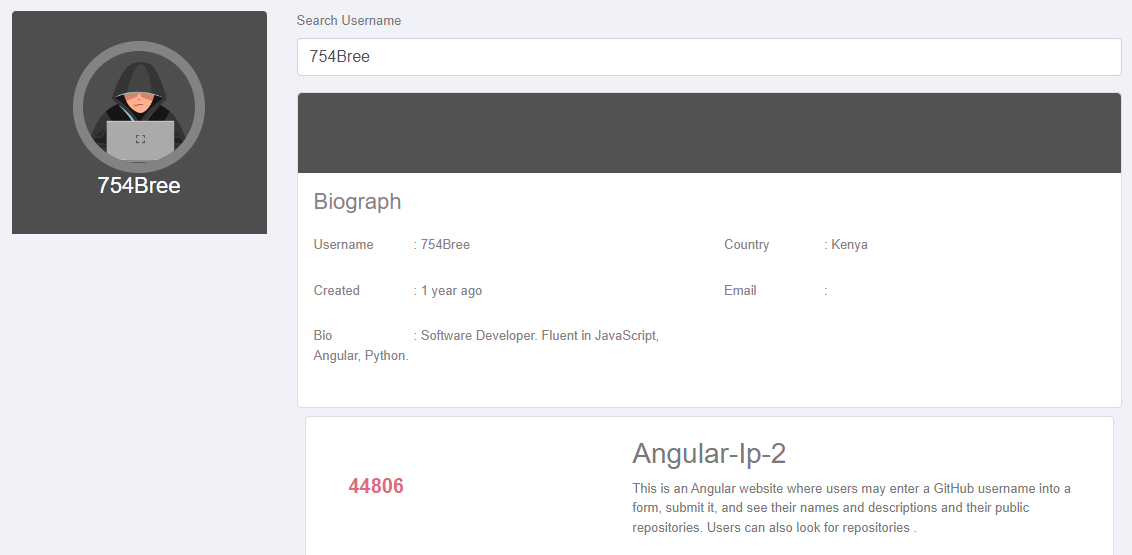 754Bree
Search Username
754Bree
Biograph
Username : 754Bree
Country : Kenya
Created : 1 year ago
Email :
Bio : Software Developer. Fluent in JavaScript,
Angular, Python.
44806
Angular-Ip-2
This is an Angular website where users may enter a GitHub username into a
form, submit it, and see their names and descriptions and their public
repositories. Users can also look for repositories .